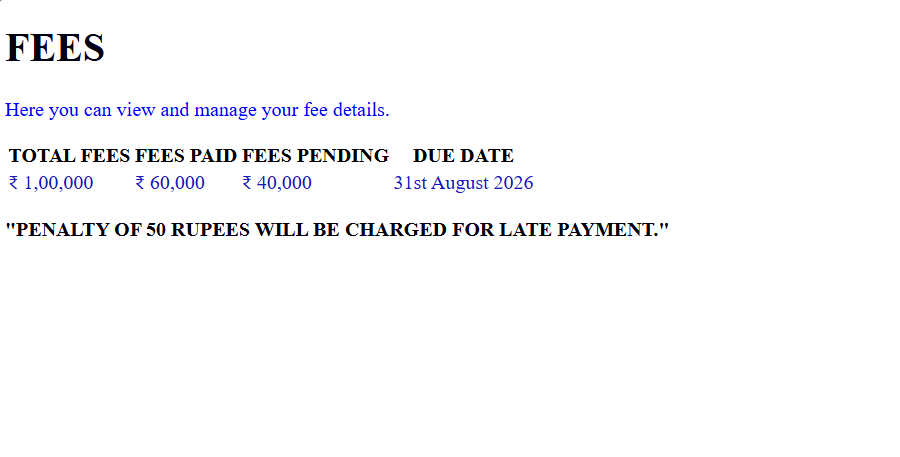 FEES
Here you can view and manage your fee details.
TOTAL FEES FEES PAID FEES PENDING DUE DATE
₹ 1,00,000 ₹ 60,000 ₹ 40,000 31st August 2026
"PENALTY OF 50 RUPEES WILL BE CHARGED FOR LATE PAYMENT."